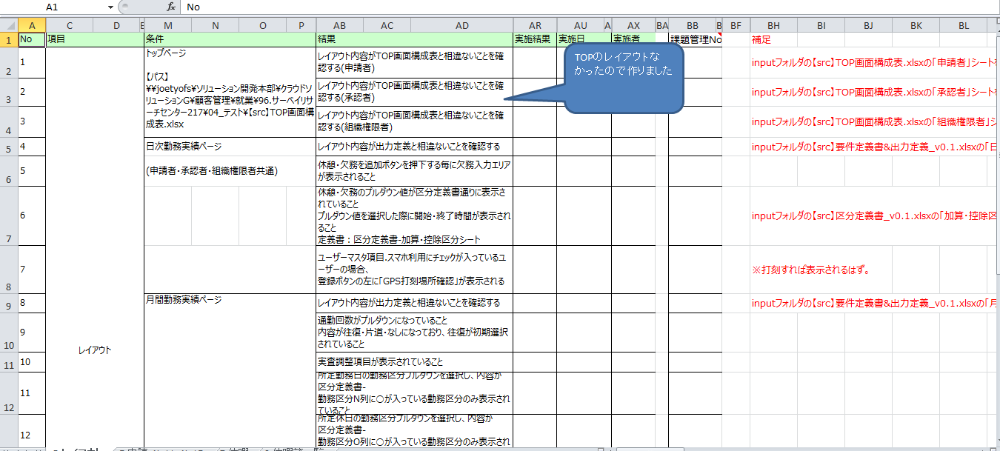 A1 fx No
A C D E M N O P AB AC AD AR AU A AX BA BB B BF BH BI BJ BK BL
1 No 項目 条件 結果 実施結果 実施日 実施者 課題管理No 補足
TOPのレイアウトな
かったので作りました
2 1 トップページ
レイアウト内容がTOP画面構成表と相違ないことを確
認する(申請者)
inputフォルダの【src】TOP画面構成表.xlsxの「申請者」シートを
【パス】
¥¥joetyofs¥ソリューション開発本部¥クラウドソ
リューションG¥顧客管理¥就業¥96.サーベイリサ
ーチセンター217¥04_テスト¥【src】TOP画面構
成表.xlsx
3 2
レイアウト内容がTOP画面構成表と相違ないことを確
認する(承認者)
inputフォルダの【src】TOP画面構成表.xlsxの「承認者」シートを
4 3
レイアウト内容がTOP画面構成表と相違ないことを確
認する(組織権限者)
inputフォルダの【src】TOP画面構成表.xlsxの「組織権限者」シ
5 4 日次勤務実績ページ レイアウト内容が出力定義と相違ないことを確認する inputフォルダの【src】要件定義書&出力定義_v0.1.xlsxの「日
6 5 (申請者・承認者・組織権限者共通)
休憩・欠務を追加ボタンを押下する毎に欠務入力エリア
が表示されること
7 6
休憩・欠務のプルダウン値が区分定義書通りに表示さ
れていること
プルダウン値を選択した際に開始・終了時間が表示され
ること
定義書：区分定義書-加算・控除区分シート
inputフォルダの【src】区分定義書_v0.1.xlsxの「加算・控除区
8 7
ユーザーマスタ項目.スマホ利用にチェックが入っているユ
ーザーの場合、
登録ボタンの左に「GPS打刻場所確認」が表示される
※打刻すれば表示されるはず。
9 8 月間勤務実績ページ レイアウト内容が出力定義と相違ないことを確認する inputフォルダの【src】要件定義書&出力定義_v0.1.xlsxの「月
10 9
通勤回数がプルダウンになっていること
内容が往復・片道・なしになっており、往復が初期選択
されていること
レイアウト
11 10 実査調整項目が表示されていること
12 11
所定勤務日の勤務区分プルダウンを選択し、内容が
区分定義書-
勤務区分N列に○が入っている勤務区分のみ表示され
ていること
12
所定休日の勤務区分プルダウンを選択し、内容が
区分定義書-
勤務区分O列に○が入っている勤務区分のみ表示され